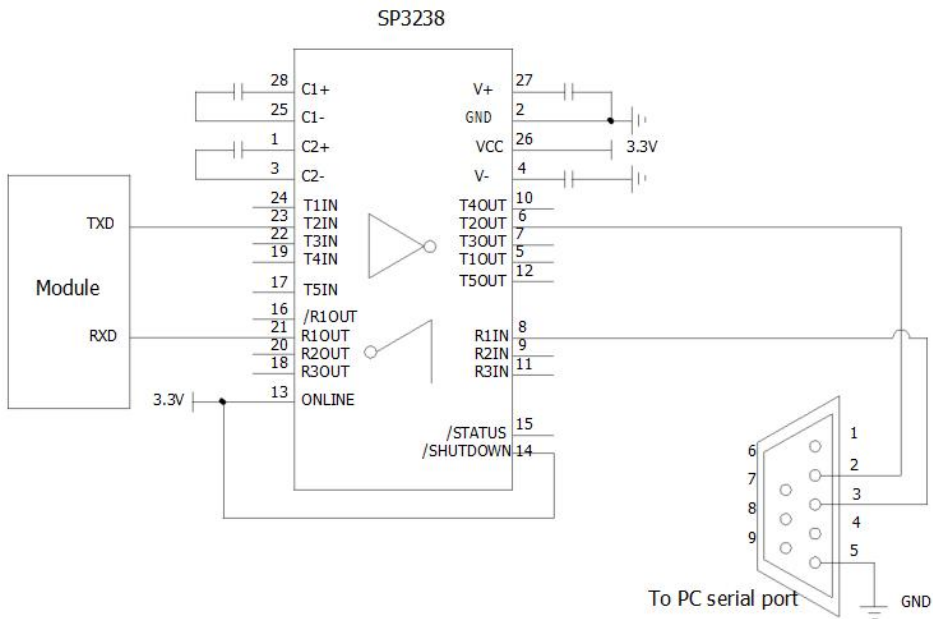 SP3238
28 C1+ V+ 27
25 C1- GND 2
1 C2+ VCC 26 3.3V
3 C2- V- 4
24 T1IN T4OUT 10
TXD 23 T2IN T2OUT 6
22 T3IN T3OUT 7
19 T4IN T1OUT 5
17 T5IN T5OUT 12
Module
16 /R1OUT
RXD 21 R1OUT R1IN 8
20 R2OUT R2IN 9
18 R3OUT R3IN 11
3.3V 13 ONLINE
/STATUS 15
/SHUTDOWN 14
1
6
2
7
3
8
4
9
5
To PC serial port
GND